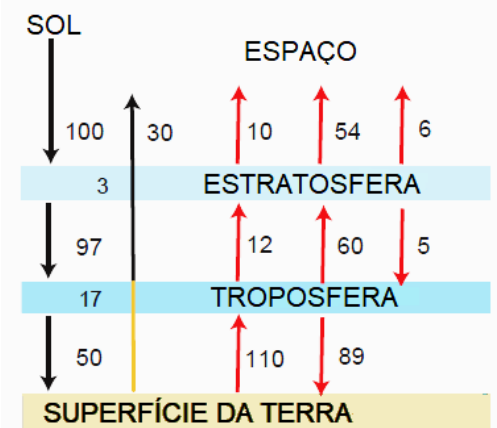 SOL
ESPAÇO
100 30 10 54 6
3 ESTRATOSFERA
97 12 60 5
17 TROPOSFERA
50 110 89
SUPERFÍCIE DA TERRA